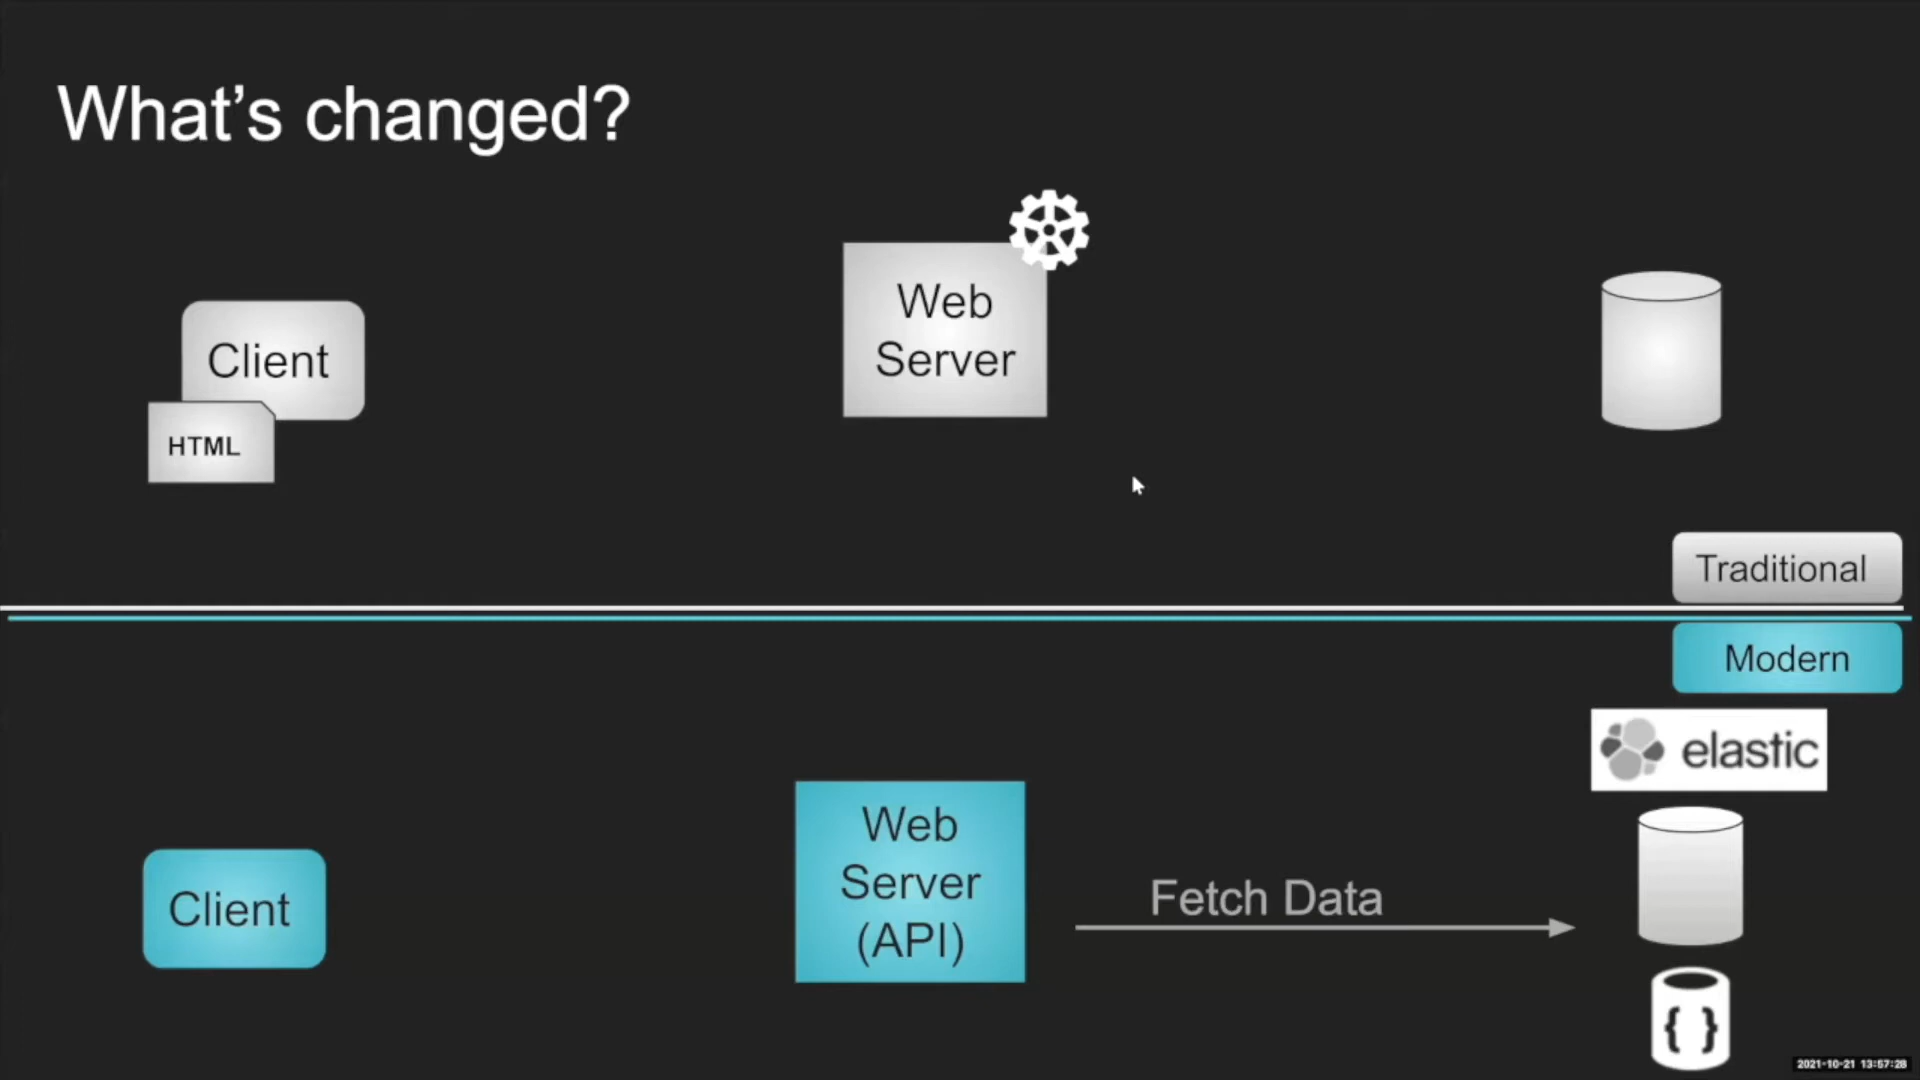 What's changed?
Web
Server
Client
HTML
Traditional
Modern
elastic
Web
Server
(API)
Client
Fetch Data
{ }
2021-10-21 13:57:28